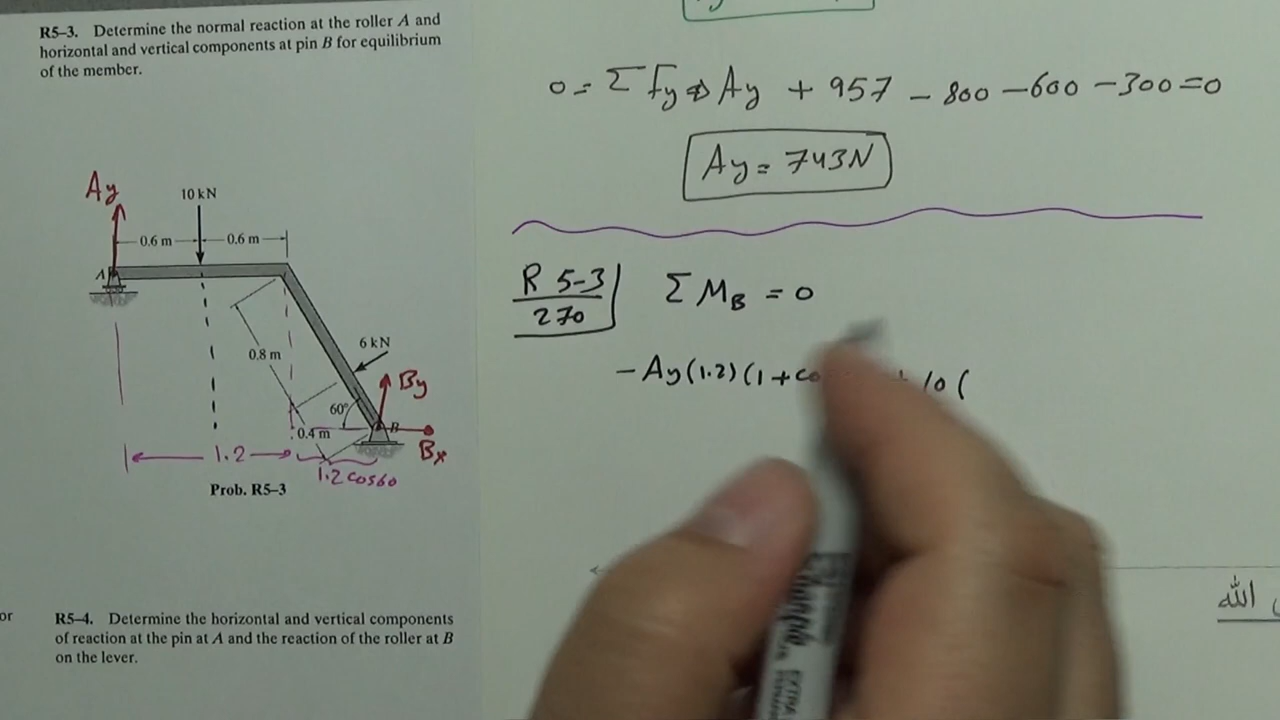 R5–3. Determine the normal reaction at the roller A and
horizontal and vertical components at pin B for equilibrium
of the member.
Ay
10 kN
0.6 m
0.6 m
A
0.8 m
6 kN
By
60°
B
0.4 m
Bx
1.2
1.2 cos60
Prob. R5–3
or
R5–4. Determine the horizontal and vertical components
of reaction at the pin at A and the reaction of the roller at B
on the lever.
0 = ΣFy ⇒ Ay + 957 - 800 - 600 - 300 = 0
Ay = 743N
R 5-3
270
Σ MB = 0
- Ay (1.2) (1 + co + 10 (
الله
EXTRA